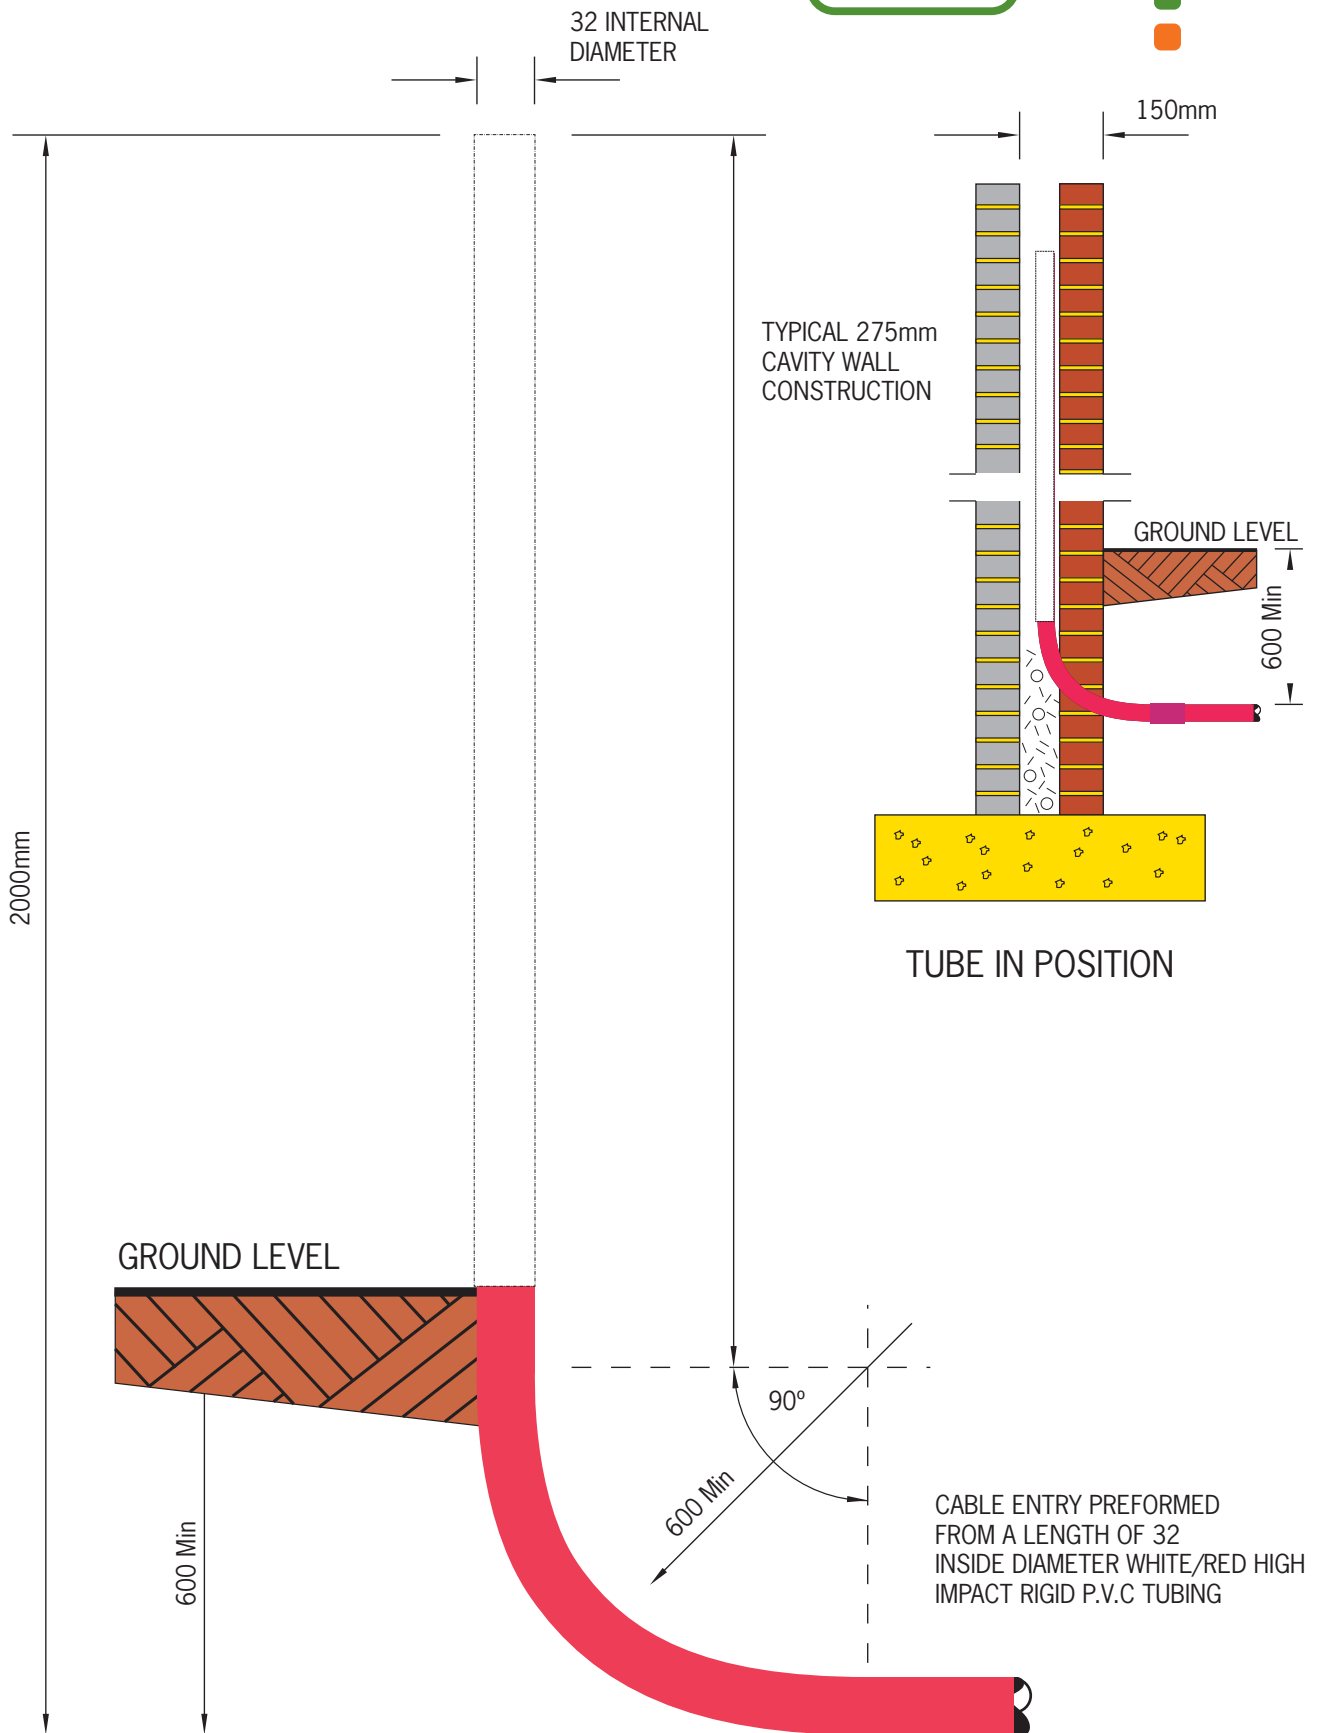 32 INTERNAL
DIAMETER
150mm
TYPICAL 275mm
CAVITY WALL
CONSTRUCTION
GROUND LEVEL
600 Min
2000mm
TUBE IN POSITION
GROUND LEVEL
90º
600 Min
600 Min
CABLE ENTRY PREFORMED
FROM A LENGTH OF 32
INSIDE DIAMETER WHITE/RED HIGH
IMPACT RIGID P.V.C TUBING